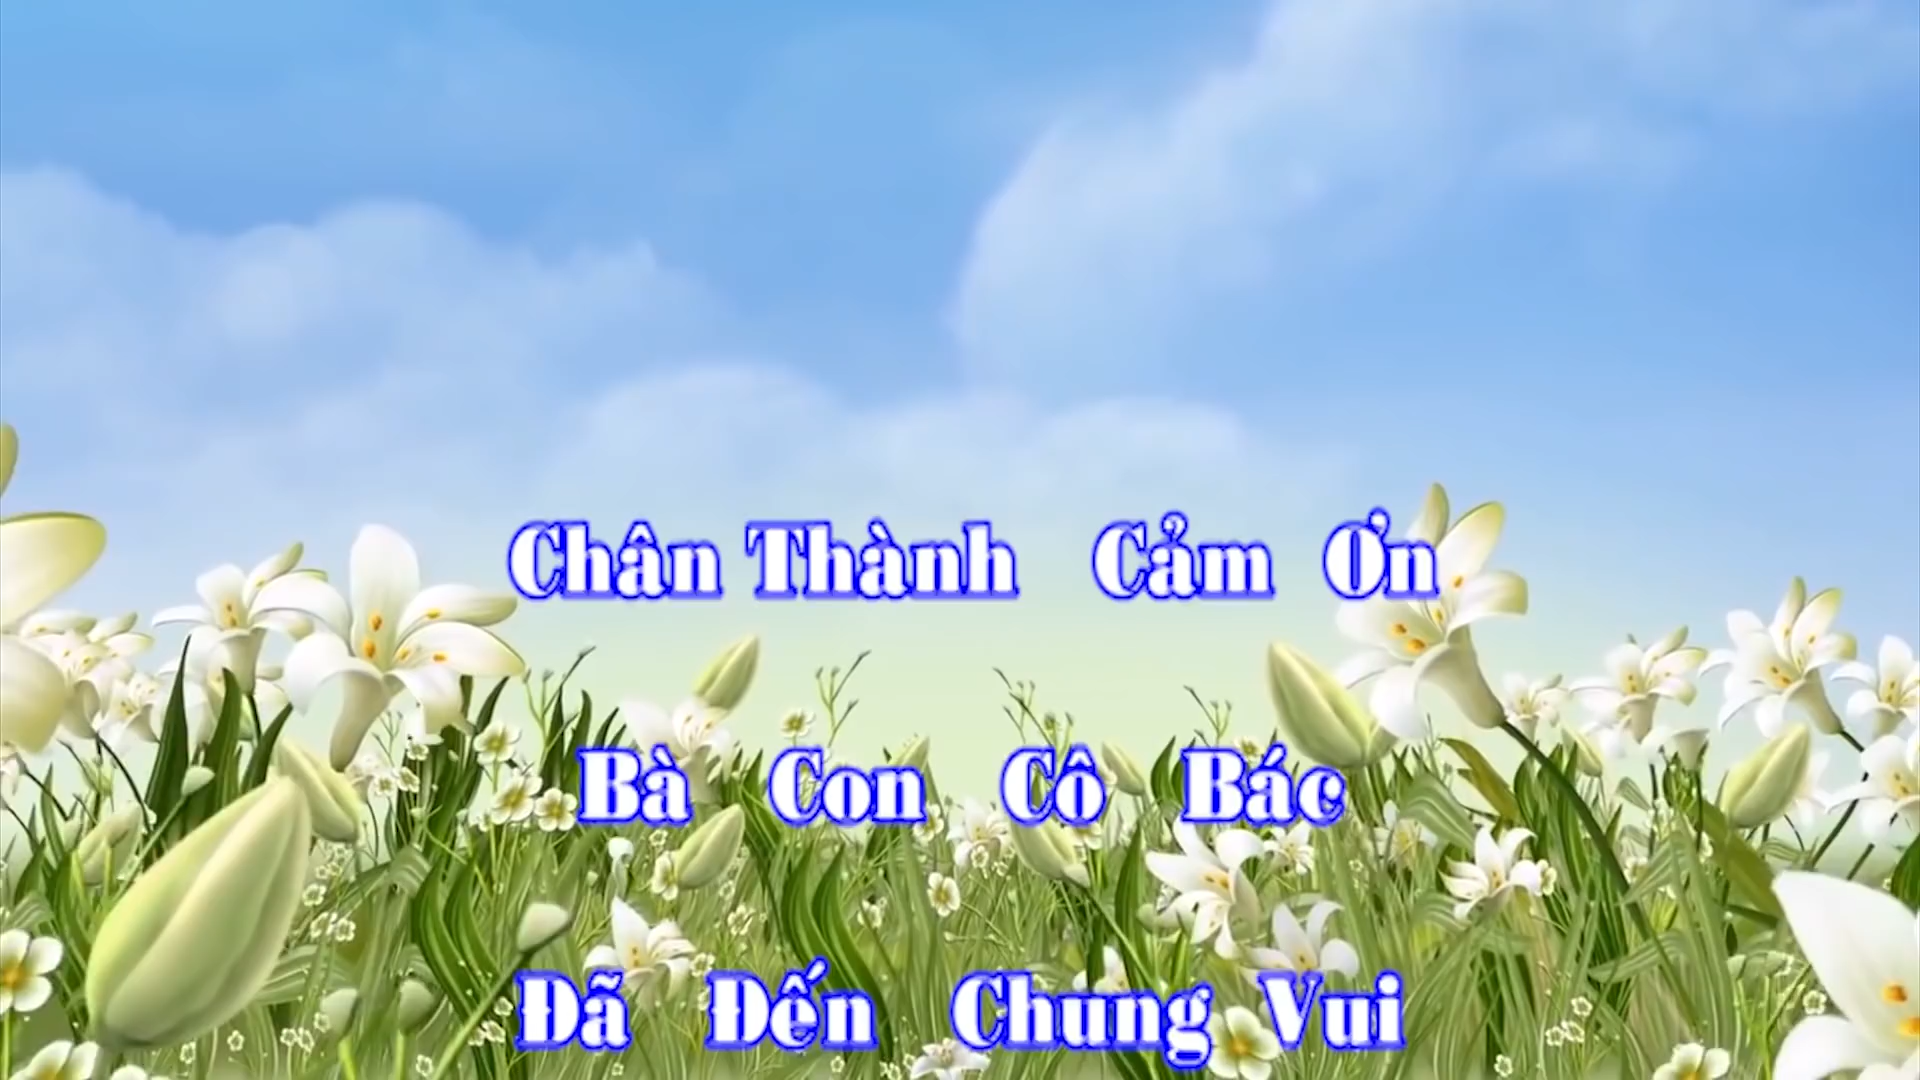 Chân Thành Cảm Ơn
Bà Con Cô Bác
Đã Đến Chung Vui